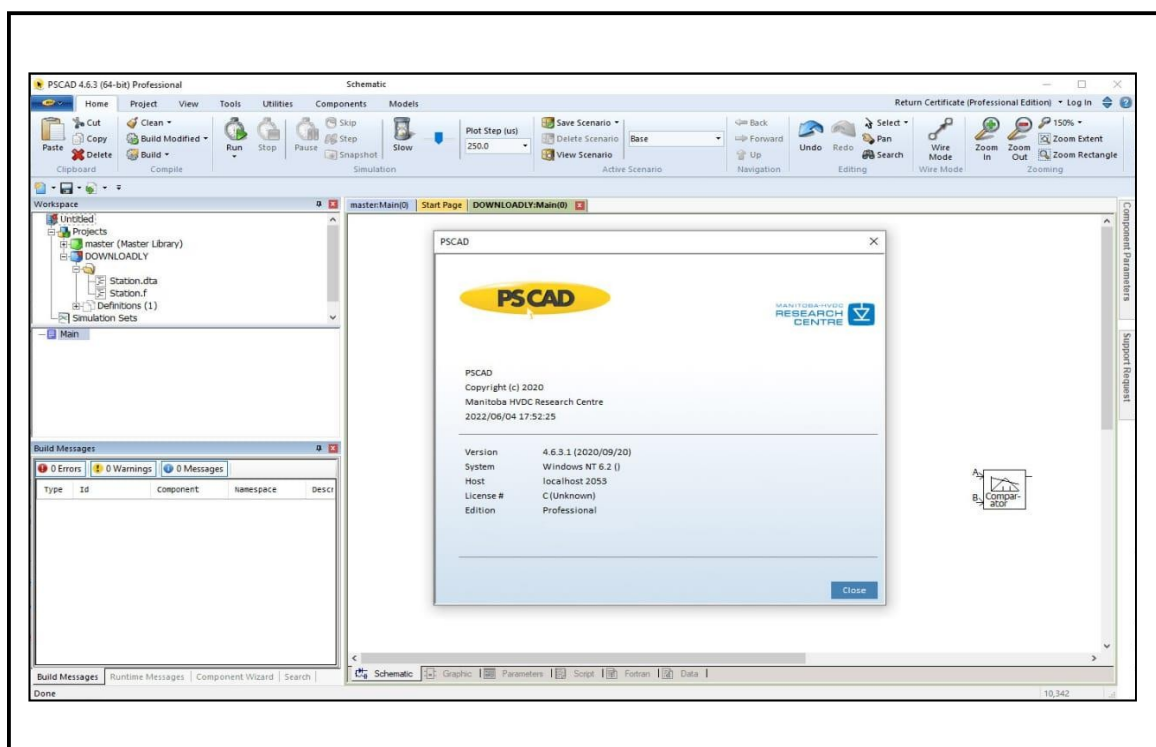 PSCAD 4.6.3 (64-bit) Professional
Schematic
Home Project View Tools Utilities Components Models
Return Certificate (Professional Edition) Log In
Paste
Cut
Copy
Delete
Clipboard
Clean
Build Modified
Build
Compile
Run
Stop
Pause
Skip
Step
Snapshot
Slow
Simulation
Plot Step (us)
250.0
Save Scenario
Delete Scenario
View Scenario
Base
Active Scenario
Back
Forward
Up
Navigation
Undo
Redo
Select
Pan
Search
Editing
Wire
Mode
Wire Mode
Zoom
In
Zoom
Out
150%
Zoom Extent
Zoom Rectangle
Zooming
Workspace
Untitled
Projects
master (Master Library)
DOWNLOADLY
Station.dta
Station.f
Definitions (1)
Simulation Sets
Main
master:Main(0) Start Page DOWNLOADLY:Main(0)
PSCAD
PSCAD
MANITOBA-HVDC
RESEARCH
CENTRE
PSCAD
Copyright (c) 2020
Manitoba HVDC Research Centre
2022/06/04 17:52:25
Version 4.6.3.1 (2020/09/20)
System Windows NT 6.2 ()
Host localhost 2053
License # C (Unknown)
Edition Professional
Close
A
B
Compar-
ator
Component Parameters
Support Request
Build Messages
0 Errors 0 Warnings 0 Messages
Type Id Component Namespace Descr
Build Messages Runtime Messages Component Wizard Search
Schematic Graphic Parameters Script Fortran Data
Done
10,342